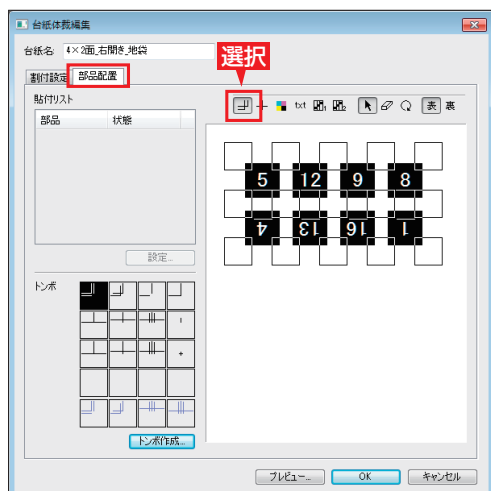 台紙体裁編集
台紙名: 4×2面_右開き_地袋
選択
割付設定 部品配置
貼付リスト
txt 表 裏
部品 状態
5 12 9 8
4 13 16 1
設定...
トンボ
トンボ作成...
プレビュー... OK キャンセル